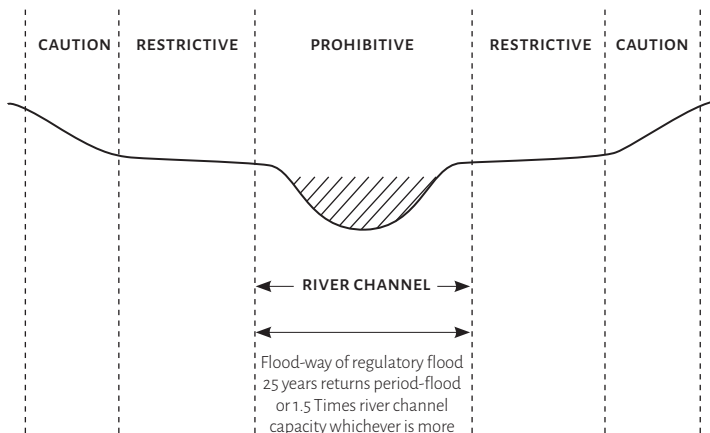 CAUTION RESTRICTIVE PROHIBITIVE RESTRICTIVE CAUTION
RIVER CHANNEL
Flood-way of regulatory flood
25 years returns period-flood
or 1.5 Times river channel
capacity whichever is more